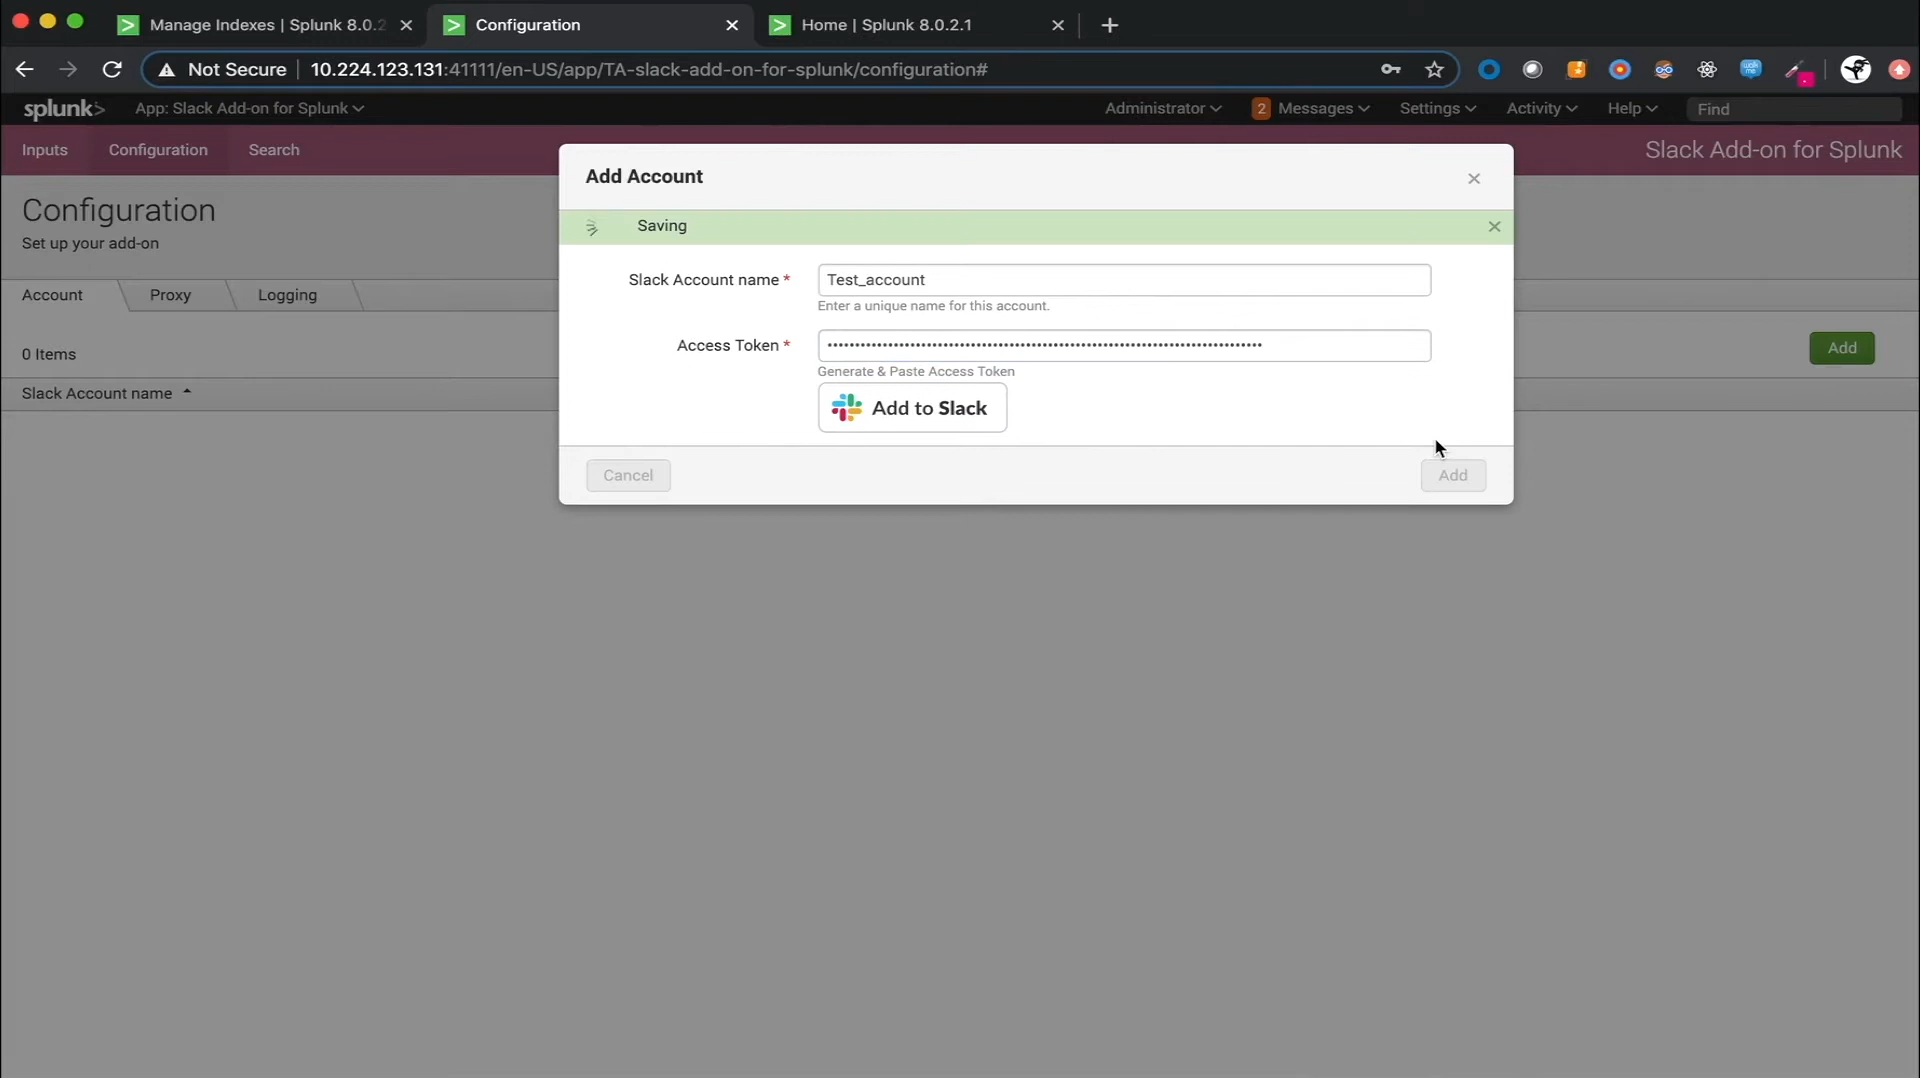 Manage Indexes | Splunk 8.0.2
Configuration
Home | Splunk 8.0.2.1
Not Secure | 10.224.123.131:41111/en-US/app/TA-slack-add-on-for-splunk/configuration#
splunk> App: Slack Add-on for Splunk
Administrator 2 Messages Settings Activity Help Find
Inputs Configuration Search
Slack Add-on for Splunk
Configuration
Set up your add-on
Account Proxy Logging
0 Items
Add
Slack Account name
Add Account
Saving
Slack Account name *
Test_account
Enter a unique name for this account.
Access Token *
Generate & Paste Access Token
Add to Slack
Cancel
Add